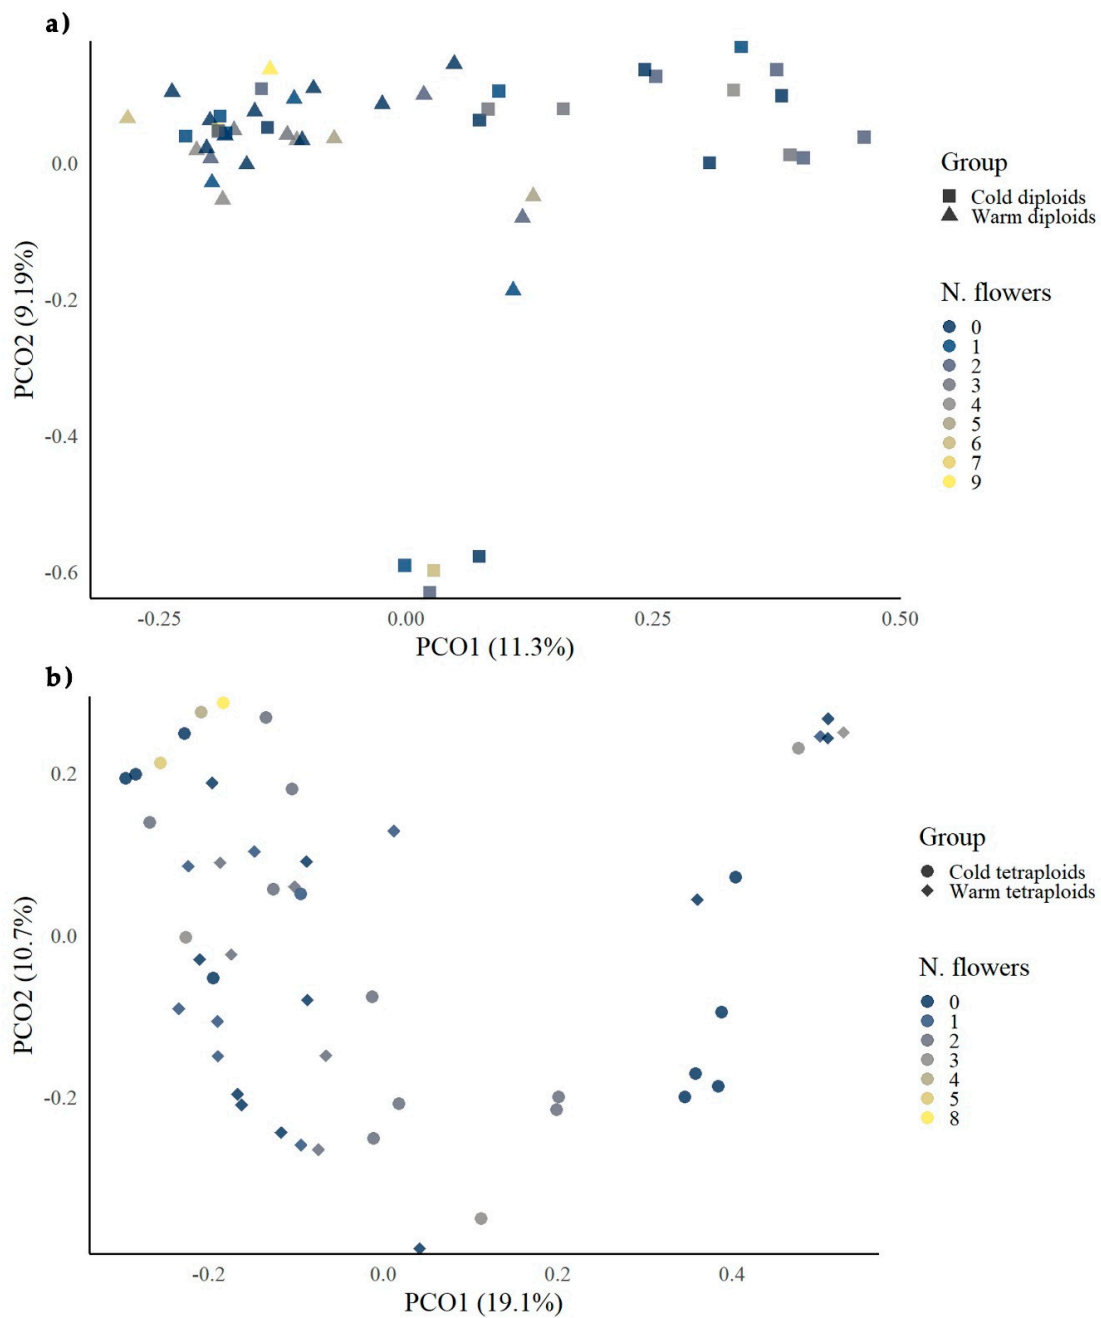 a)
0.0
-0.2
-0.4
-0.6
PCO2 (9.19%)
-0.25 0.00 0.25 0.50
PCO1 (11.3%)
Group
Cold diploids
Warm diploids
N. flowers
0
1
2
3
4
5
6
7
9
b)
0.2
0.0
-0.2
PCO2 (10.7%)
-0.2 0.0 0.2 0.4
PCO1 (19.1%)
Group
Cold tetraploids
Warm tetraploids
N. flowers
0
1
2
3
4
5
8